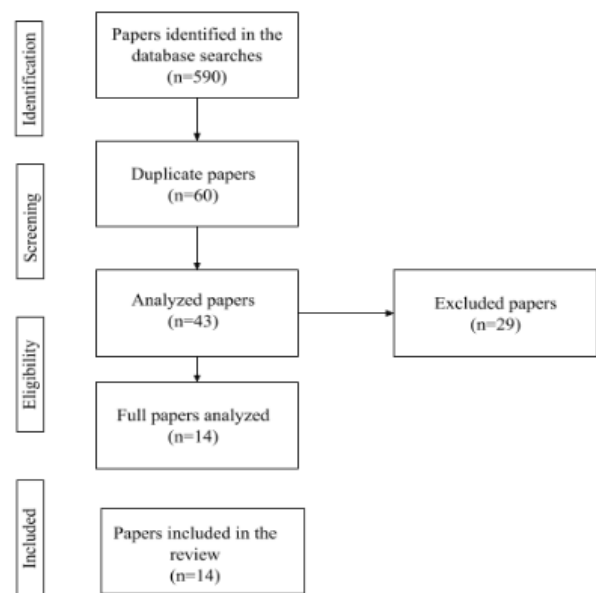 Identification
Papers identified in the
database searches
(n=590)
Duplicate papers
(n=60)
Screening
Analyzed papers
(n=43)
Excluded papers
(n=29)
Eligibility
Full papers analyzed
(n=14)
Included
Papers included in the
review
(n=14)